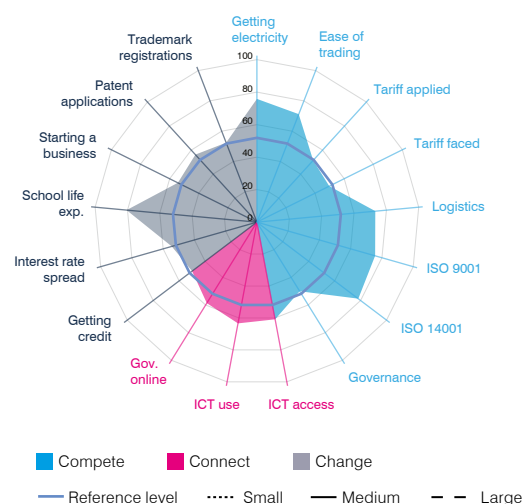 Getting
electricity
Ease of
trading
Tariff applied
Tariff faced
Logistics
ISO 9001
ISO 14001
Governance
ICT access
ICT use
Gov.
online
Getting
credit
Interest rate
spread
School life
exp.
Starting a
business
Patent
applications
Trademark
registrations
100
80
60
40
20
0
Compete Connect Change
Reference level Small Medium Large